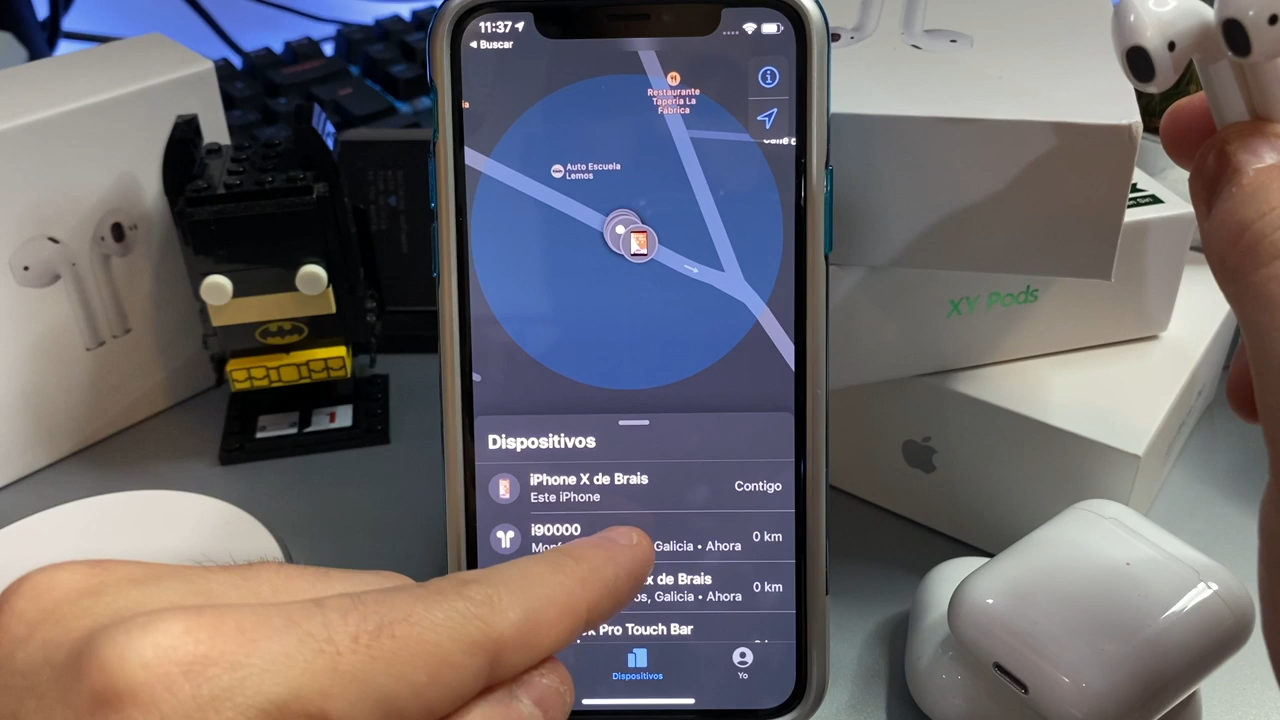 11:37
Buscar
Restaurante
Tapería La
Fábrica
Auto Escuela
Lemos
XY Pods
Dispositivos
iPhone X de Brais
Este iPhone
Contigo
i90000
Galicia • Ahora
0 km
x de Brais
os, Galicia • Ahora
0 km
Pro Touch Bar
Dispositivos
Yo